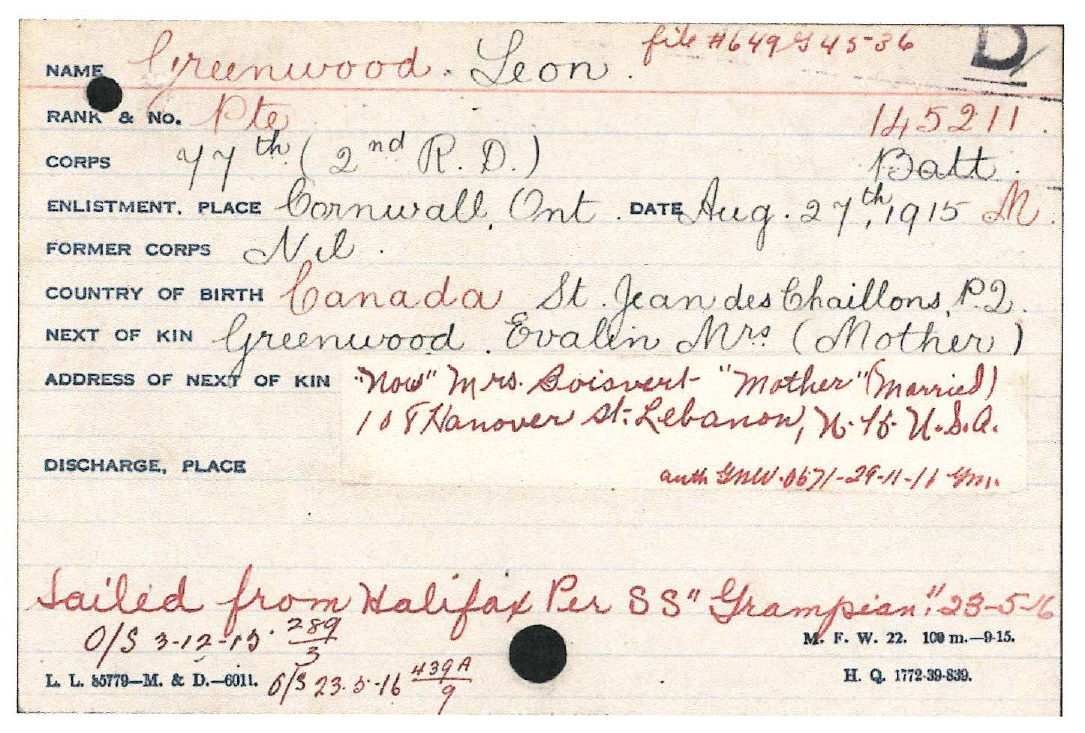 file #649 G 45-36
D
NAME Greenwood. Leon.
RANK & NO. Pte 145211.
CORPS 77th (2nd R.D.) Batt.
ENLISTMENT, PLACE Cornwall, Ont. DATE Aug. 27th, 1915 M.
FORMER CORPS Nil.
COUNTRY OF BIRTH Canada St. Jean des Chaillons, P.Q.
NEXT OF KIN Greenwood. Evalin Mrs (Mother)
ADDRESS OF NEXT OF KIN "Now" Mrs. Boisvert - "Mother" (Married)
108 Hanover St. Lebanon, N.H. U.S.A.
DISCHARGE, PLACE
auth
Sailed from Halifax Per SS "Grampian" 23-5-16
O/S 3-12-15. 289/3
M. F. W. 22. 100 m.—9-15.
L. L. 85779—M. & D.—6011. O/S 23-5-16 439A/9
H. Q. 1772-39-839.